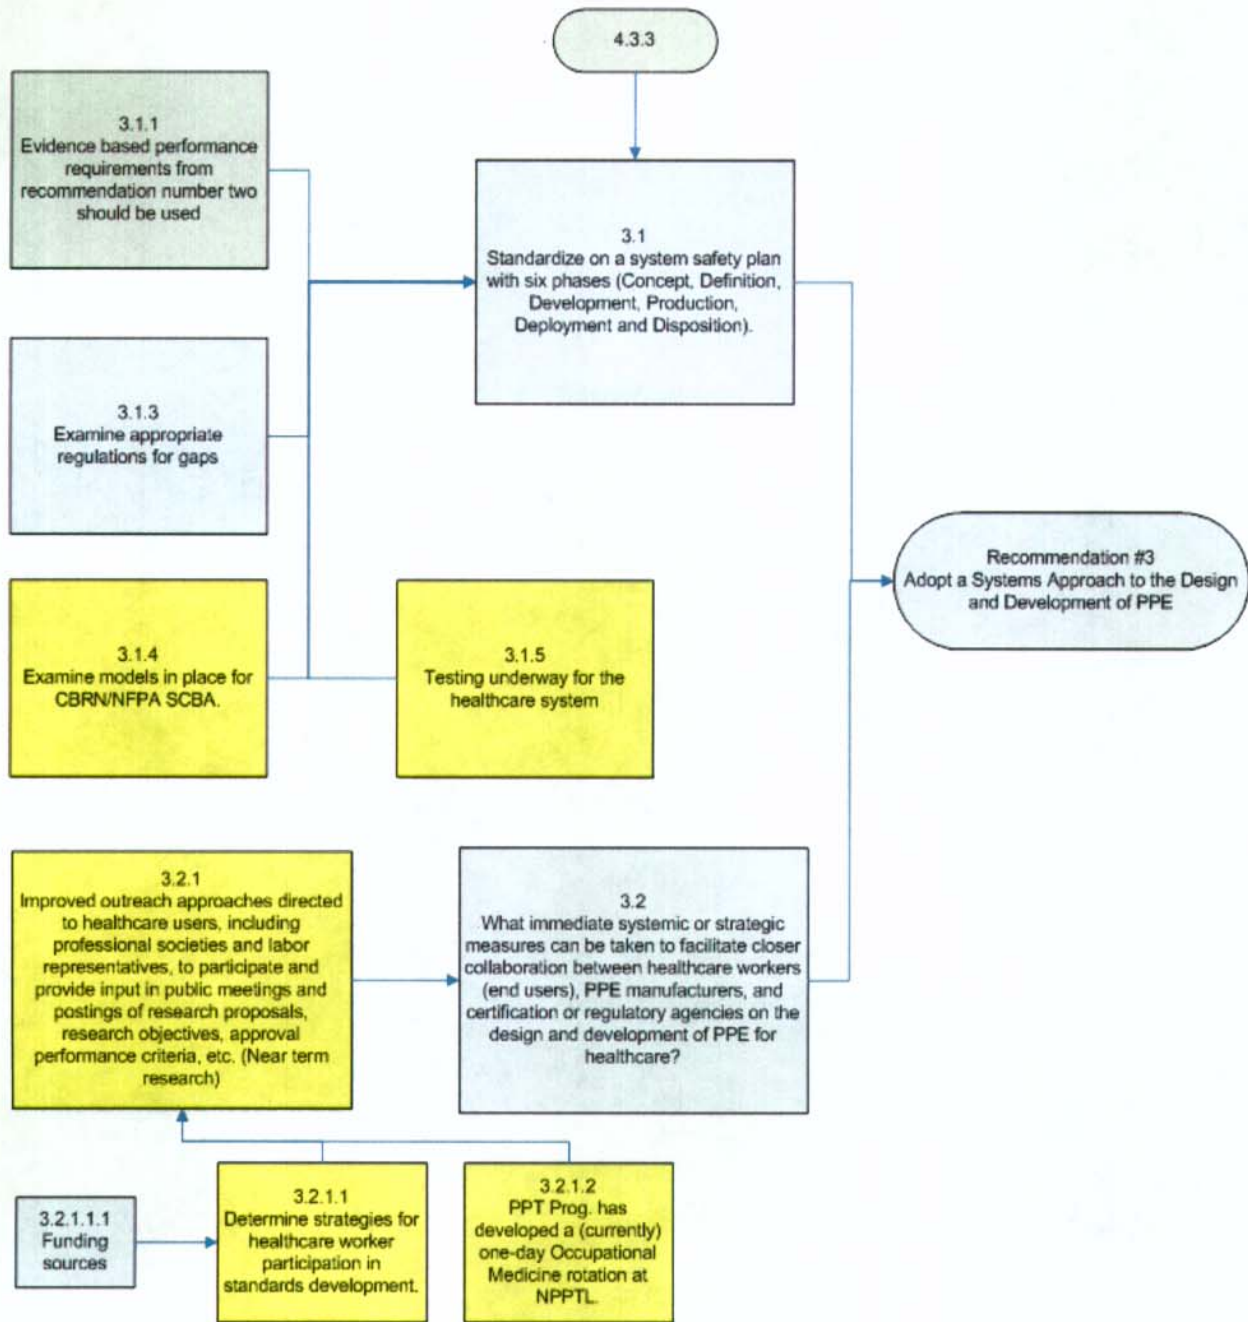 4.3.3
3.1.1
Evidence based performance
requirements from
recommendation number two
should be used
3.1
Standardize on a system safety plan
with six phases (Concept, Definition,
Development, Production,
Deployment and Disposition).
3.1.3
Examine appropriate
regulations for gaps
Recommendation #3
Adopt a Systems Approach to the Design
and Development of PPE
3.1.4
Examine models in place for
CBRN/NFPA SCBA.
3.1.5
Testing underway for the
healthcare system
3.2.1
Improved outreach approaches directed
to healthcare users, including
professional societies and labor
representatives, to participate and
provide input in public meetings and
postings of research proposals,
research objectives, approval
performance criteria, etc. (Near term
research)
3.2
What immediate systemic or strategic
measures can be taken to facilitate closer
collaboration between healthcare workers
(end users), PPE manufacturers, and
certification or regulatory agencies on the
design and development of PPE for
healthcare?
3.2.1.1.1
Funding
sources
3.2.1.1
Determine strategies for
healthcare worker
participation in
standards development.
3.2.1.2
PPT Prog. has
developed a (currently)
one-day Occupational
Medicine rotation at
NPPTL.